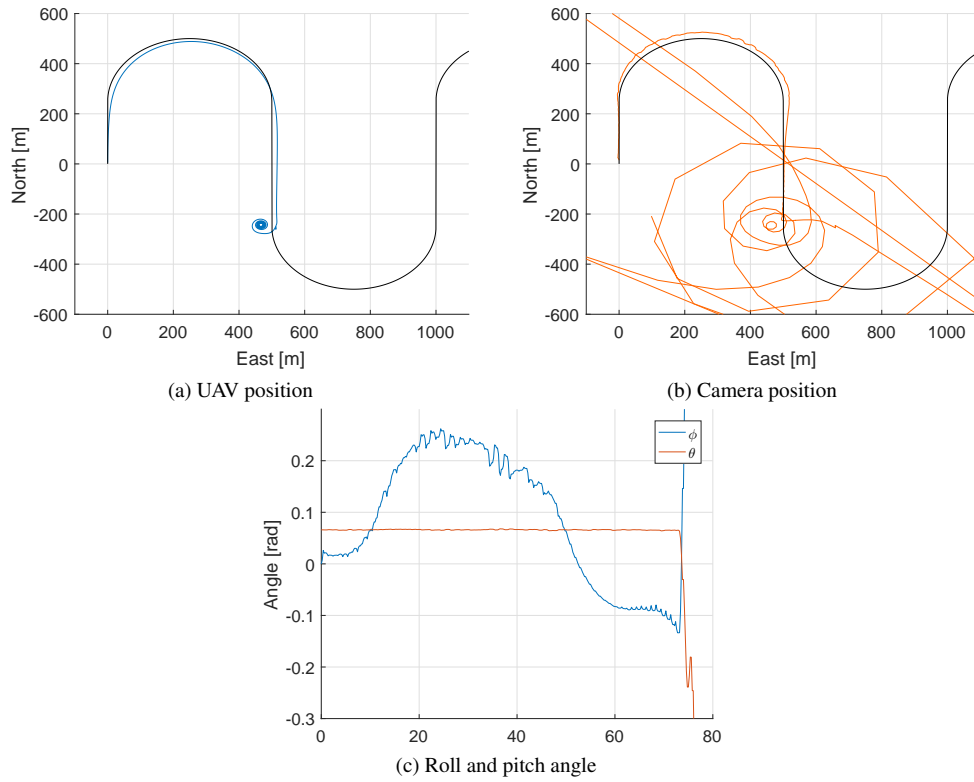 600
400
200
0
-200
-400
-600
North [m]
0 200 400 600 800 1000
East [m]
(a) UAV position
600
400
200
0
-200
-400
-600
North [m]
0 200 400 600 800 1000
East [m]
(b) Camera position
0.2
0.1
0
-0.1
-0.2
-0.3
Angle [rad]
ϕ
θ
0 20 40 60 80
(c) Roll and pitch angle